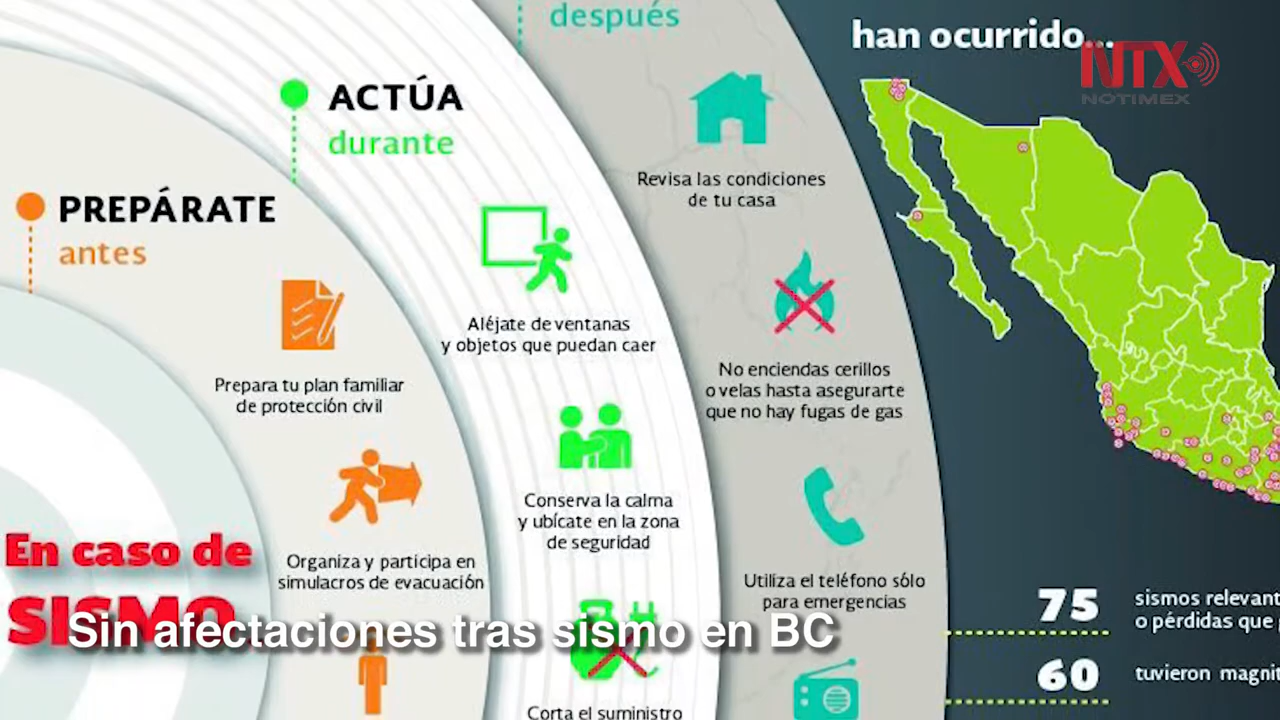 después
han ocurrido...
NTX
NOTIMEX
ACTÚA
durante
PREPÁRATE
antes
Revisa las condiciones
de tu casa
Aléjate de ventanas
y objetos que puedan caer
No enciendas cerillos
o velas hasta asegurarte
que no hay fugas de gas
Prepara tu plan familiar
de protección civil
Conserva la calma
y ubícate en la zona
de seguridad
Organiza y participa en
simulacros de evacuación
Utiliza el teléfono sólo
para emergencias
En caso de
SISMO
Sin afectaciones tras sismo en BC
75 sismos relevant
o pérdidas que
60 tuvieron magnit
Corta el suministro